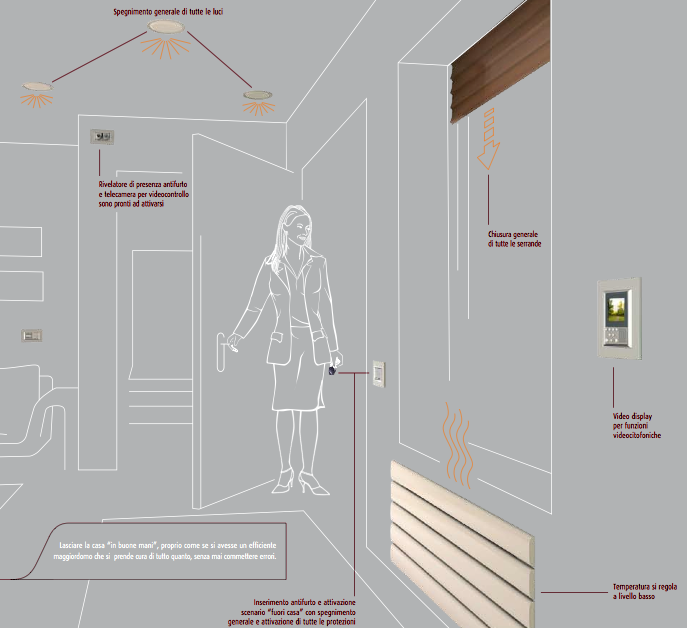 Spegnimento generale di tutte le luci
Rivelatore di presenza antifurto
e telecamera per videocontrollo
sono pronti ad attivarsi
Chiusura generale
di tutte le serrande
Video display
per funzioni
videocitofoniche
Lasciare la casa "in buone mani", proprio come se si avesse un efficiente
maggiordomo che si prende cura di tutto quanto, senza mai commettere errori.
Inserimento antifurto e attivazione
scenario "fuori casa" con spegnimento
generale e attivazione di tutte le protezioni
Temperatura si regola
a livello basso